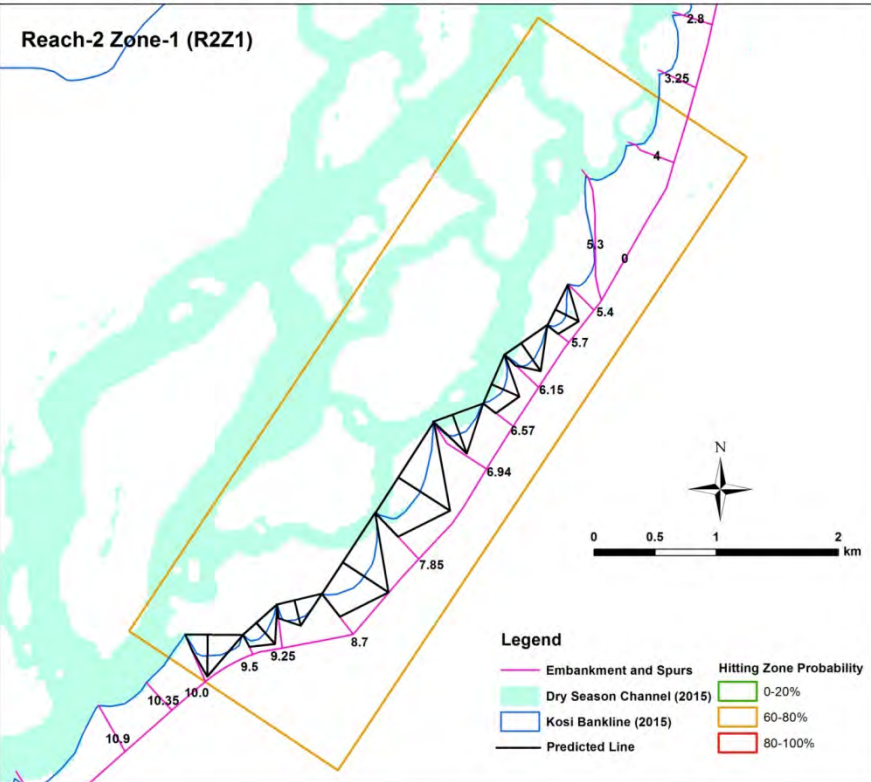 Reach-2 Zone-1 (R2Z1)
2.8
3.25
4
5.3
0
5.4
5.7
6.15
6.57
6.94
7.85
8.7
9.25
9.5
10.0
10.35
10.9
N
0 0.5 1 2
km
Legend
Embankment and Spurs
Dry Season Channel (2015)
Kosi Bankline (2015)
Predicted Line
Hitting Zone Probability
0-20%
60-80%
80-100%